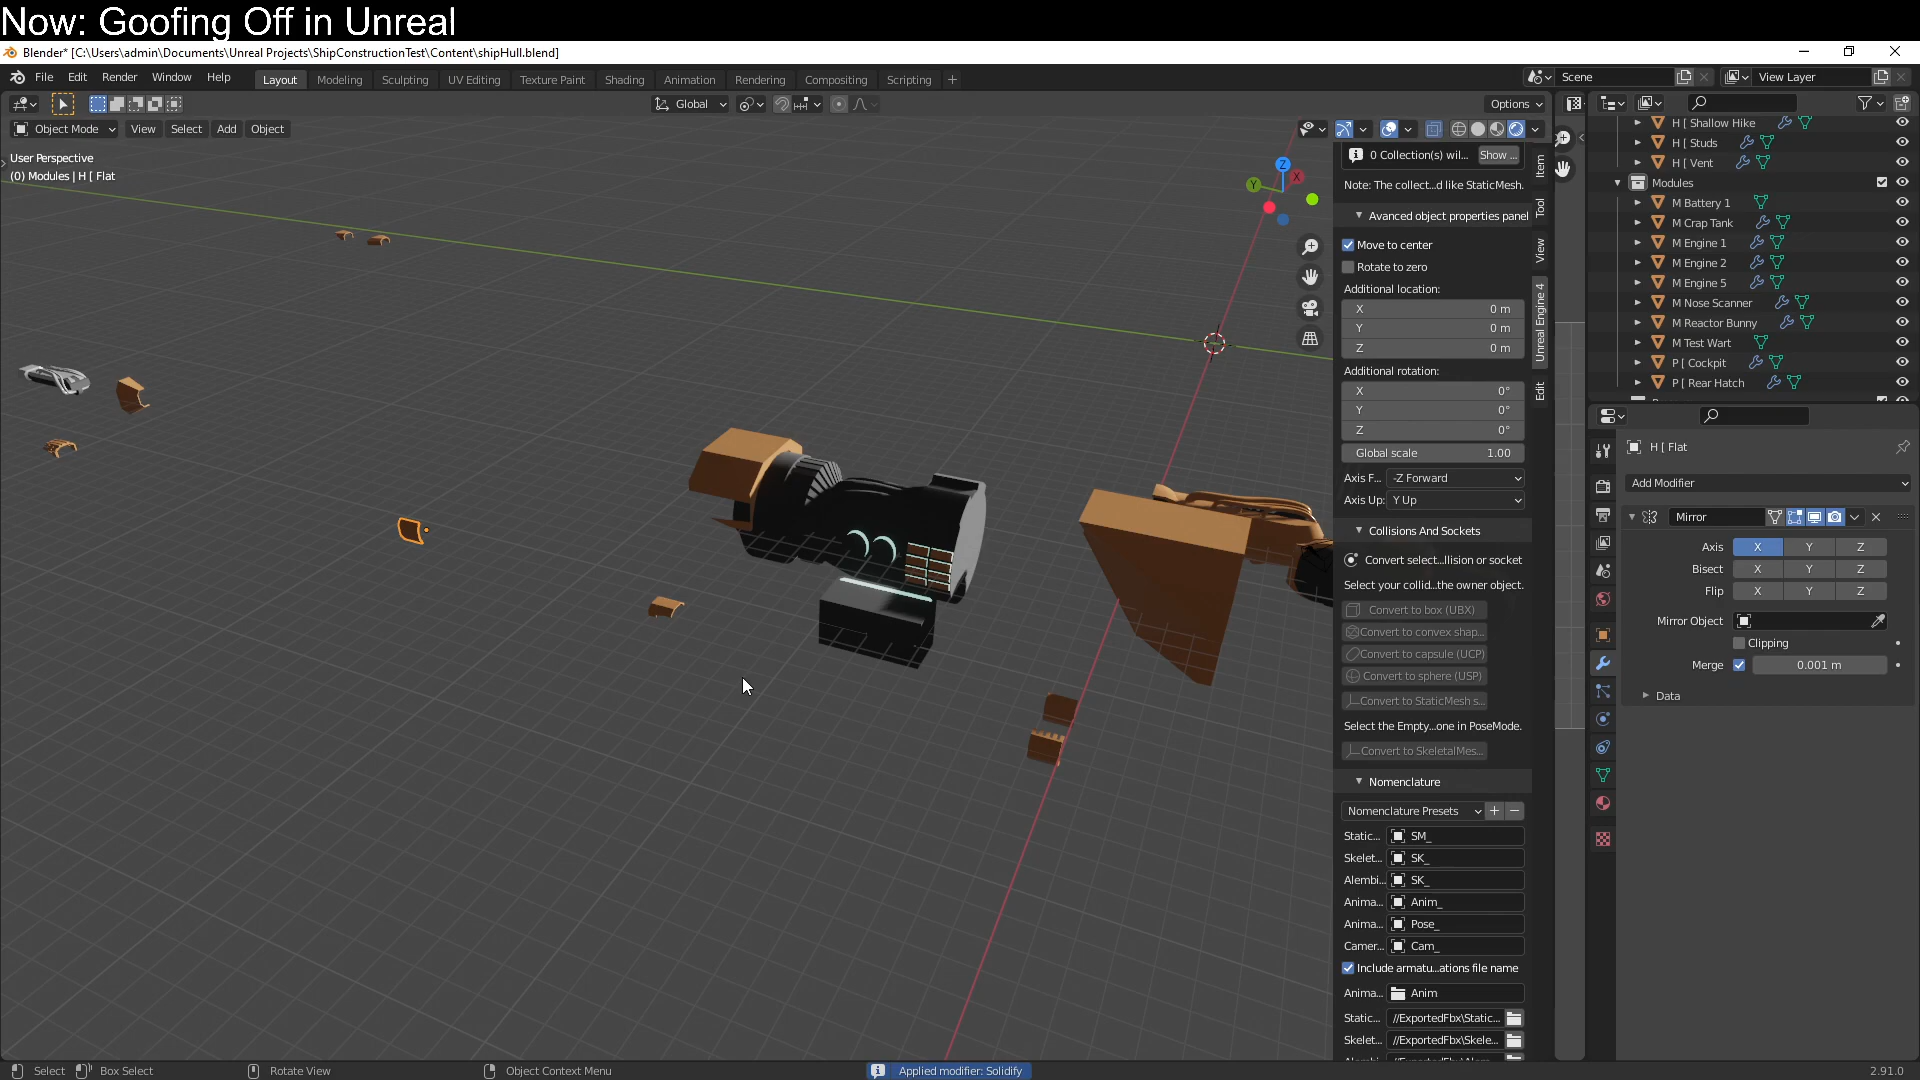 Now: Goofing Off in Unreal
Blender* [C:\Users\admin\Documents\Unreal Projects\ShipConstructionTest\Content\shipHull.blend]
File Edit Render Window Help Layout Modeling Sculpting UV Editing Texture Paint Shading Animation Rendering Compositing Scripting + Scene View Layer
Global Options
Object Mode View Select Add Object
User Perspective
(0) Modules | H [ Flat
Z
X
Y
0 Collection(s) wil... Show ...
Note: The collect...d like StaticMesh.
Avanced object properties panel
Move to center
Rotate to zero
Additional location:
X 0 m
Y 0 m
Z 0 m
Additional rotation:
X 0°
Y 0°
Z 0°
Global scale 1.00
Axis F... -Z Forward
Axis Up: Y Up
Collisions And Sockets
Convert select...llision or socket
Select your collid...the owner object.
Convert to box (UBX)
Convert to convex shap...
Convert to capsule (UCP)
Convert to sphere (USP)
Convert to StaticMesh s...
Select the Empty...one in PoseMode.
Convert to SkeletalMes...
Nomenclature
Nomenclature Presets + −
Static... SM_
Skelet... SK_
Alembi... SK_
Anima... Anim_
Anima... Pose_
Camer... Cam_
Include armatu...ations file name
Anima... Anim
Static... //ExportedFbx\Static...
Skelet... //ExportedFbx\Skele...
Item
Tool
View
Unreal Engine 4
Edit
H [ Shallow Hike
H [ Studs
H [ Vent
Modules
M Battery 1
M Crap Tank
M Engine 1
M Engine 2
M Engine 5
M Nose Scanner
M Reactor Bunny
M Test Wart
P [ Cockpit
P [ Rear Hatch
H [ Flat
Add Modifier
Mirror
Axis X Y Z
Bisect X Y Z
Flip X Y Z
Mirror Object
Clipping
Merge 0.001 m
Data
Select Box Select Rotate View Object Context Menu Applied modifier: Solidify 2.91.0